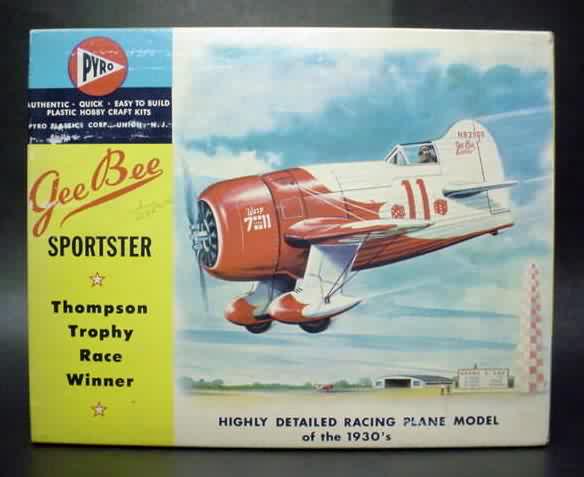 PYRO
AUTHENTIC • QUICK • EASY TO BUILD
PLASTIC HOBBY CRAFT KITS
PYRO PLASTICS CORP., UNION, N.J.
Gee Bee
SPORTSTER
Thompson
Trophy
Race
Winner
7 11
11
HIGHLY DETAILED RACING PLANE MODEL
of the 1930's